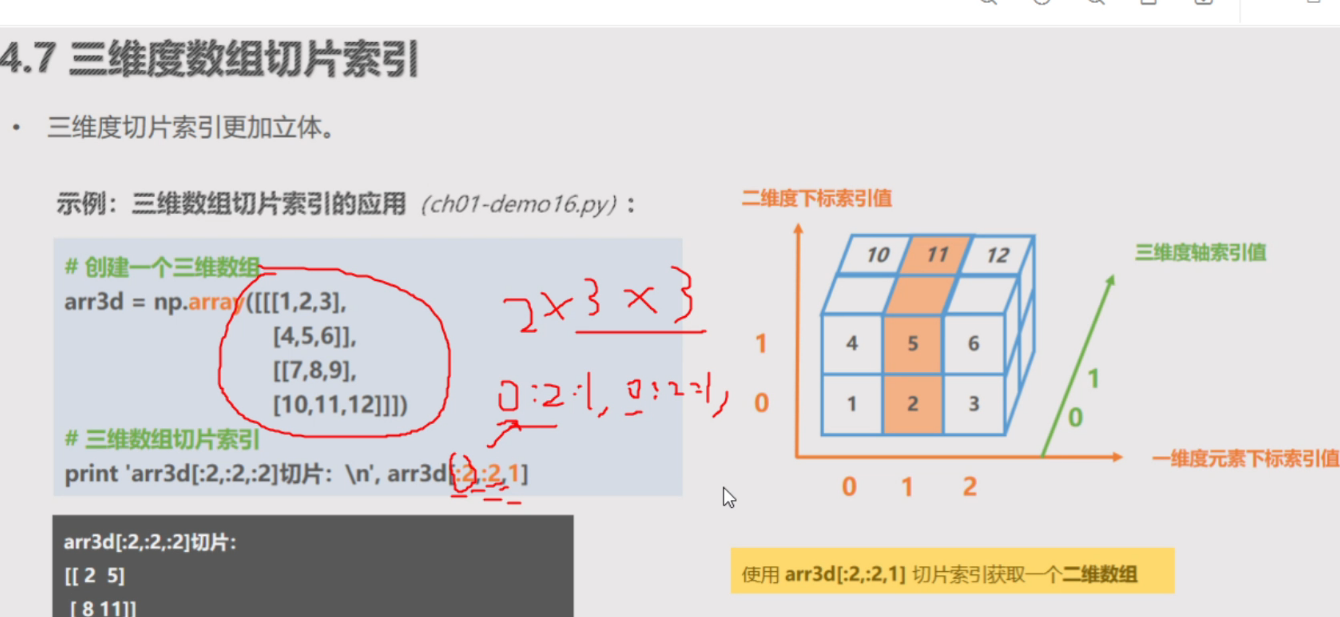 4.7 三维度数组切片索引
• 三维度切片索引更加立体。
示例：三维数组切片索引的应用 (ch01-demo16.py)：
# 创建一个三维数组
arr3d = np.array([[[1,2,3],
[4,5,6]],
[[7,8,9],
[10,11,12]]])
# 三维数组切片索引
print 'arr3d[:2,:2,:2]切片：\n', arr3d[:2,:2,1]
2×3×3
0:2:1, 0:2:1,
arr3d[:2,:2,:2]切片：
[[ 2 5]
[ 8 11]]
二维度下标索引值
三维度轴索引值
10 11 12
1 4 5 6
0 1 2 3
1
0
一维度元素下标索引值
0 1 2
使用 arr3d[:2,:2,1] 切片索引获取一个二维数组